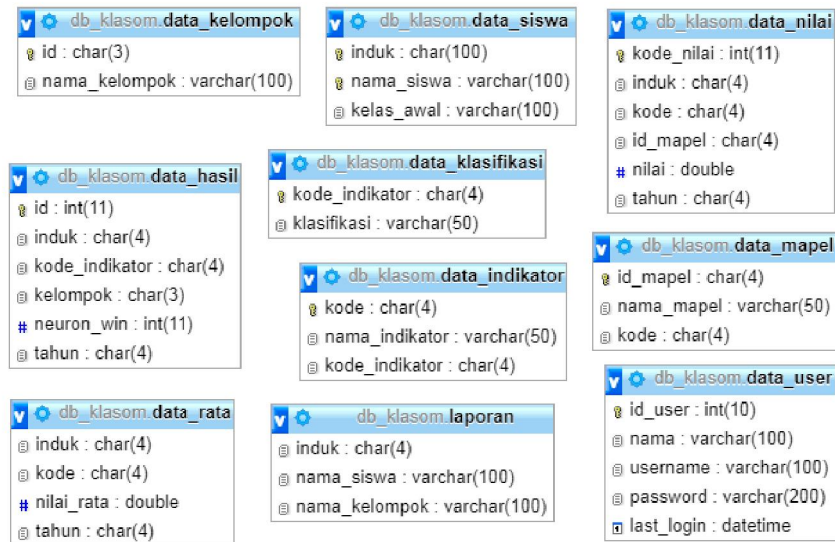 db_klasom.data_kelompok
id : char(3)
nama_kelompok : varchar(100)
db_klasom.data_siswa
induk : char(100)
nama_siswa : varchar(100)
kelas_awal : varchar(100)
db_klasom.data_nilai
kode_nilai : int(11)
induk : char(4)
kode : char(4)
id_mapel : char(4)
# nilai : double
tahun : char(4)
db_klasom.data_hasil
id : int(11)
induk : char(4)
kode_indikator : char(4)
kelompok : char(3)
# neuron_win : int(11)
tahun : char(4)
db_klasom.data_klasifikasi
kode_indikator : char(4)
klasifikasi : varchar(50)
db_klasom.data_indikator
kode : char(4)
nama_indikator : varchar(50)
kode_indikator : char(4)
db_klasom.data_mapel
id_mapel : char(4)
nama_mapel : varchar(50)
kode : char(4)
db_klasom.data_rata
induk : char(4)
kode : char(4)
# nilai_rata : double
tahun : char(4)
db_klasom.laporan
induk : char(4)
nama_siswa : varchar(100)
nama_kelompok : varchar(100)
db_klasom.data_user
id_user : int(10)
nama : varchar(100)
username : varchar(100)
password : varchar(200)
last_login : datetime